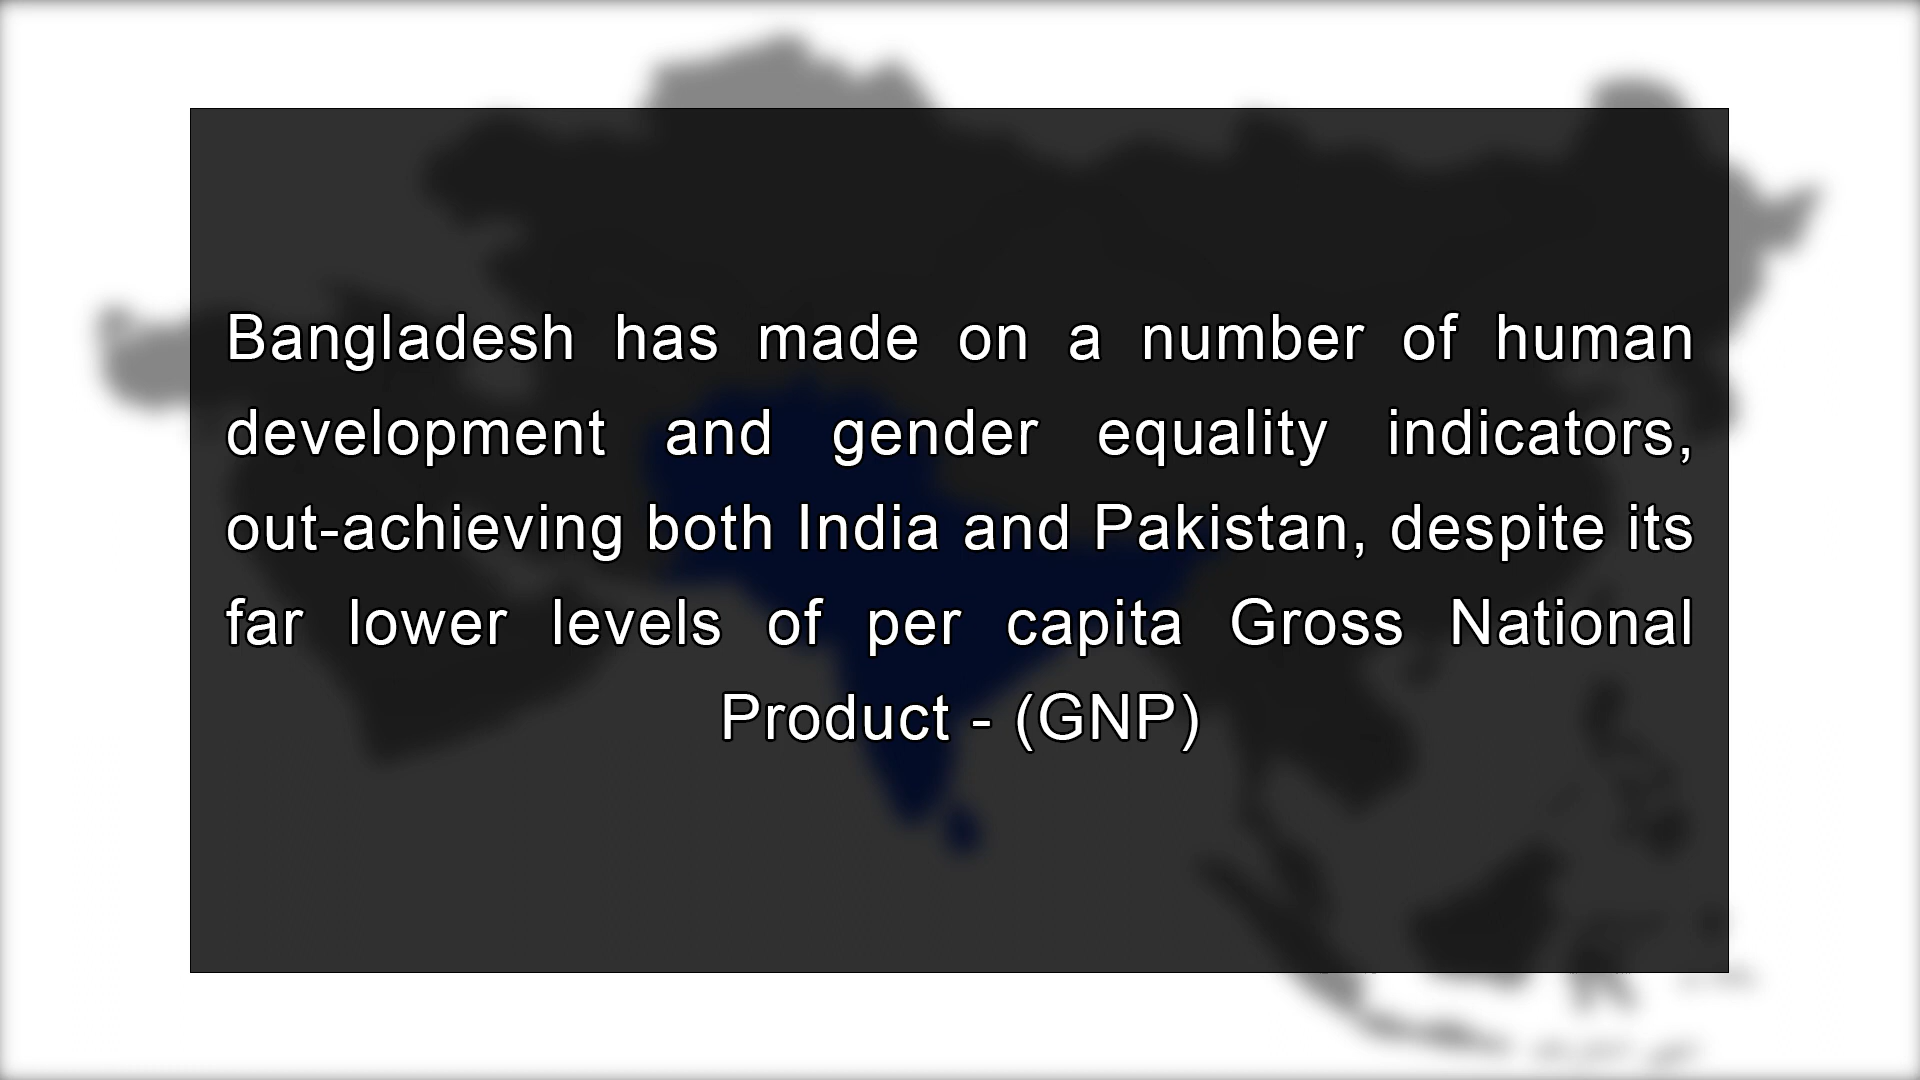 Bangladesh has made on a number of human
development and gender equality indicators,
out-achieving both India and Pakistan, despite its
far lower levels of per capita Gross National
Product - (GNP)